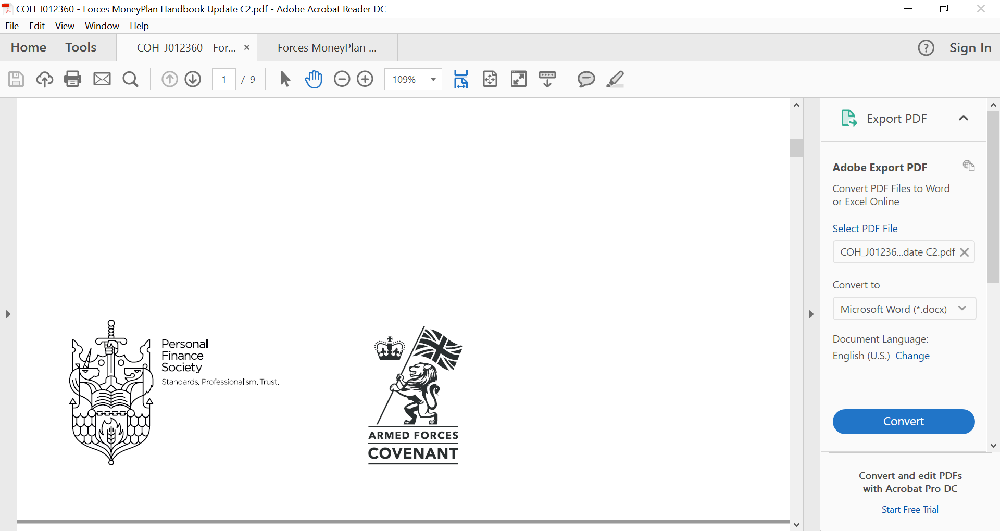 COH_J012360 - Forces MoneyPlan Handbook Update C2.pdf - Adobe Acrobat Reader DC
File Edit View Window Help
Home Tools COH_J012360 - For... × Forces MoneyPlan ... ? Sign In
1 / 9 109%
Export PDF
Adobe Export PDF
Convert PDF Files to Word
or Excel Online
Select PDF File
COH_J01236...date C2.pdf
Convert to
Microsoft Word (*.docx)
Document Language:
English (U.S.) Change
Convert
Convert and edit PDFs
with Acrobat Pro DC
Start Free Trial
Personal
Finance
Society
Standards. Professionalism. Trust.
ARMED FORCES
COVENANT